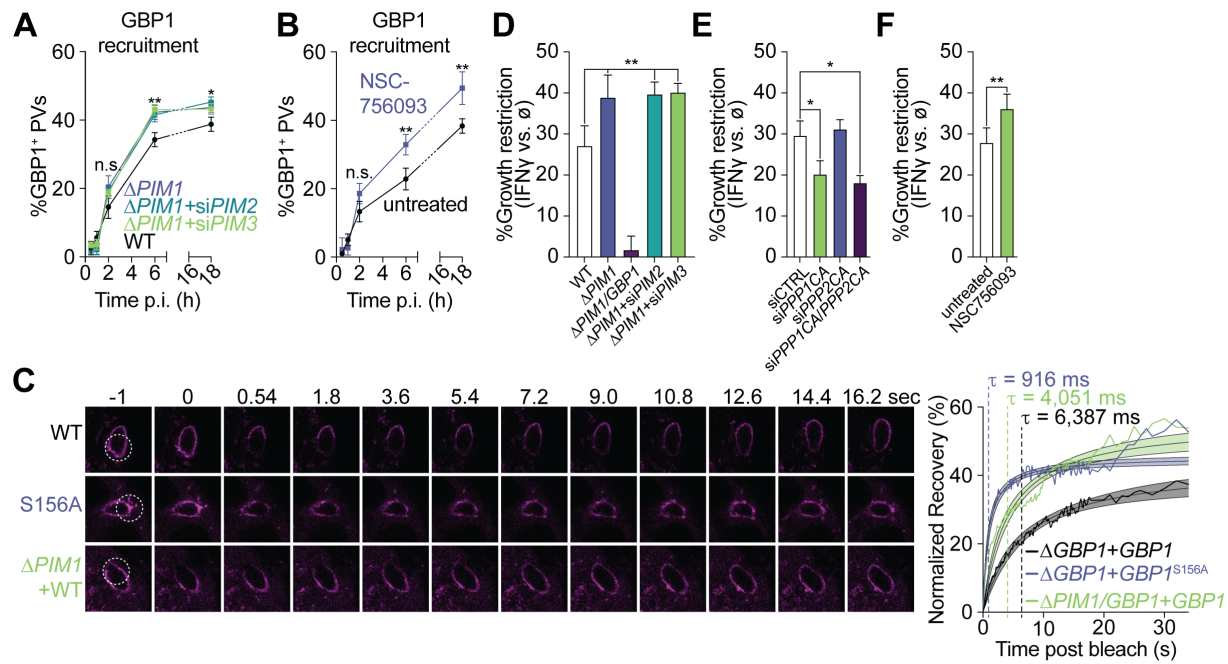 A
GBP1
recruitment
%GBP1+ PVs
60
40
20
0
n.s.
**
*
ΔPIM1
ΔPIM1+siPIM2
ΔPIM1+siPIM3
WT
0 2 6 16 18
Time p.i. (h)
B
GBP1
recruitment
%GBP1+ PVs
60
40
20
0
NSC-
756093
n.s.
**
**
untreated
0 2 6 16 18
Time p.i. (h)
D
%Growth restriction
(IFNγ vs. ø)
50
40
30
20
10
0
**
WT
ΔPIM1
ΔPIM1/GBP1
ΔPIM1+siPIM2
ΔPIM1+siPIM3
E
%Growth restriction
(IFNγ vs. ø)
50
40
30
20
10
0
*
*
siCTRL
siPPP1CA
siPPP2CA
siPPP1CA/PPP2CA
F
%Growth restriction
(IFNγ vs. ø)
50
40
30
20
10
0
**
untreated
NSC756093
C
-1 0 0.54 1.8 3.6 5.4 7.2 9.0 10.8 12.6 14.4 16.2 sec
WT
S156A
ΔPIM1
+WT
Normalized Recovery (%)
60
40
20
0
τ = 916 ms
τ = 4,051 ms
τ = 6,387 ms
ΔGBP1+GBP1
ΔGBP1+GBP1S156A
ΔPIM1/GBP1+GBP1
0 10 20 30
Time post bleach (s)